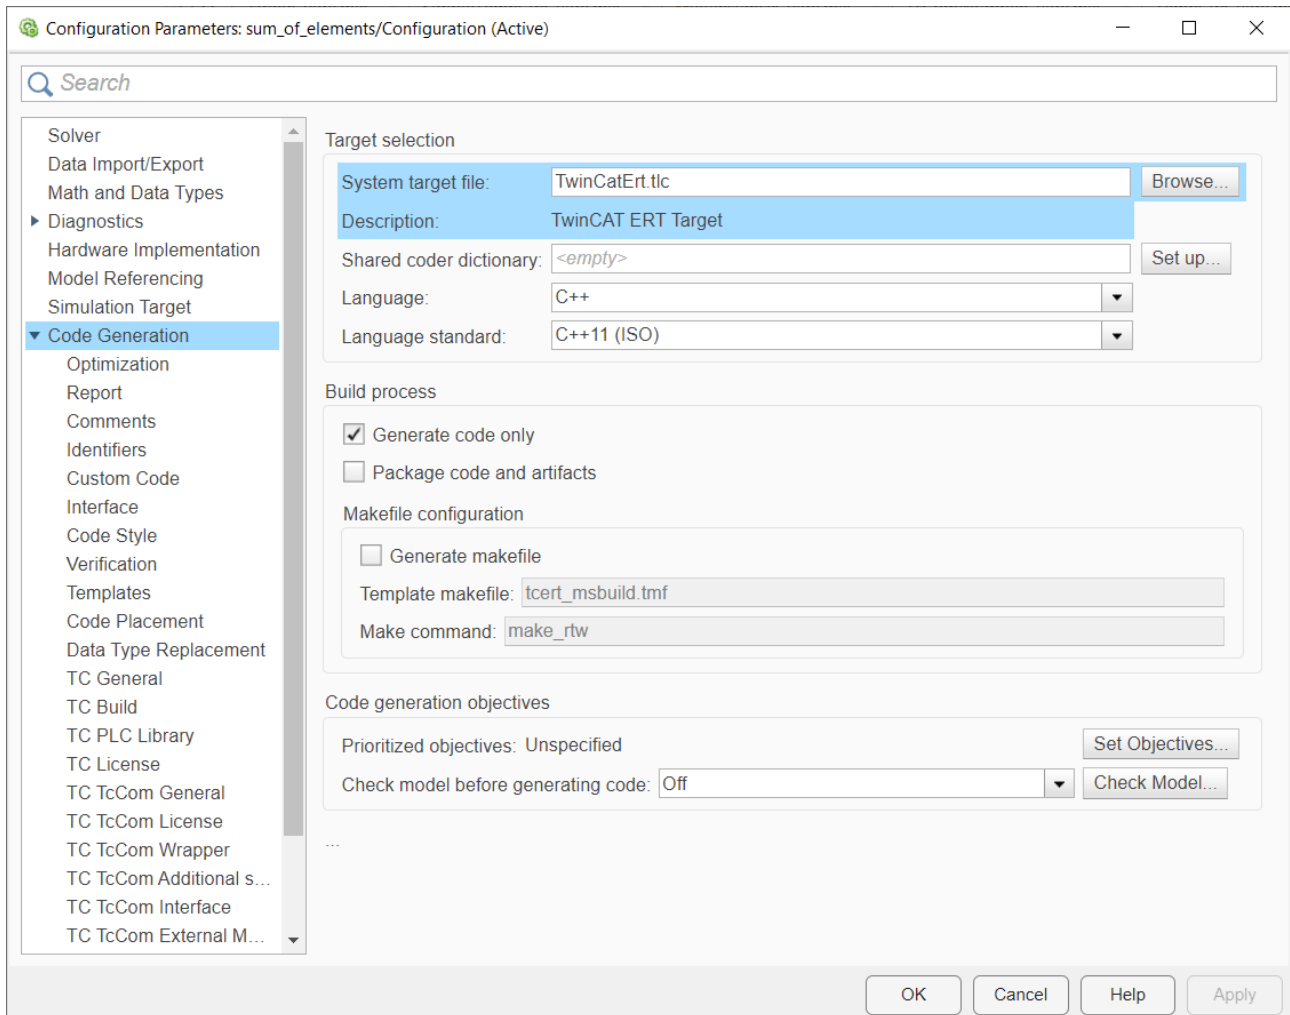 Configuration Parameters: sum_of_elements/Configuration (Active)
Search
Solver
Data Import/Export
Math and Data Types
Diagnostics
Hardware Implementation
Model Referencing
Simulation Target
Code Generation
Optimization
Report
Comments
Identifiers
Custom Code
Interface
Code Style
Verification
Templates
Code Placement
Data Type Replacement
TC General
TC Build
TC PLC Library
TC License
TC TcCom General
TC TcCom License
TC TcCom Wrapper
TC TcCom Additional s...
TC TcCom Interface
TC TcCom External M...
Target selection
System target file: TwinCatErt.tlc Browse...
Description: TwinCAT ERT Target
Shared coder dictionary: <empty> Set up...
Language: C++
Language standard: C++11 (ISO)
Build process
Generate code only
Package code and artifacts
Makefile configuration
Generate makefile
Template makefile: tcert_msbuild.tmf
Make command: make_rtw
Code generation objectives
Prioritized objectives: Unspecified Set Objectives...
Check model before generating code: Off Check Model...
...
OK Cancel Help Apply